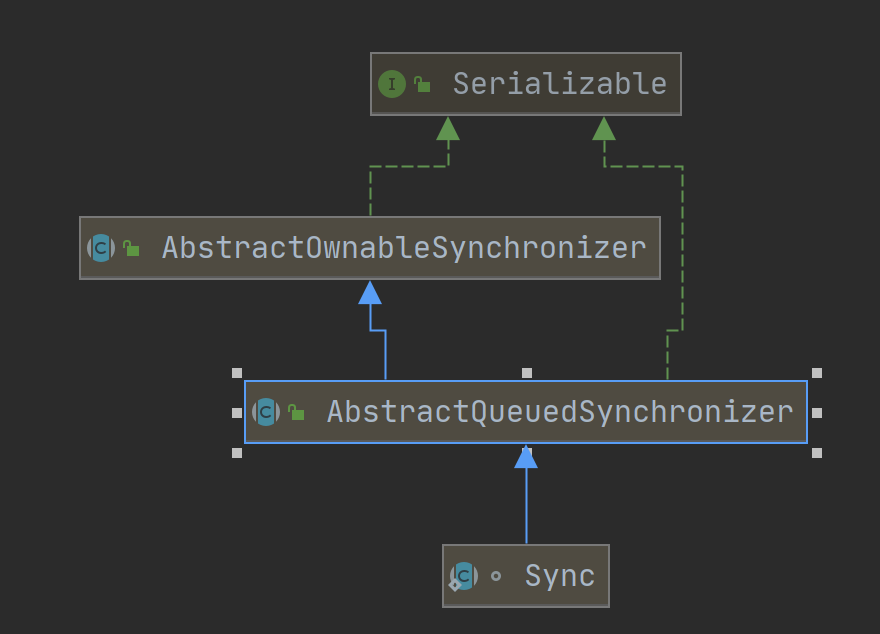 I Serializable
C AbstractOwnableSynchronizer
C AbstractQueuedSynchronizer
C Sync